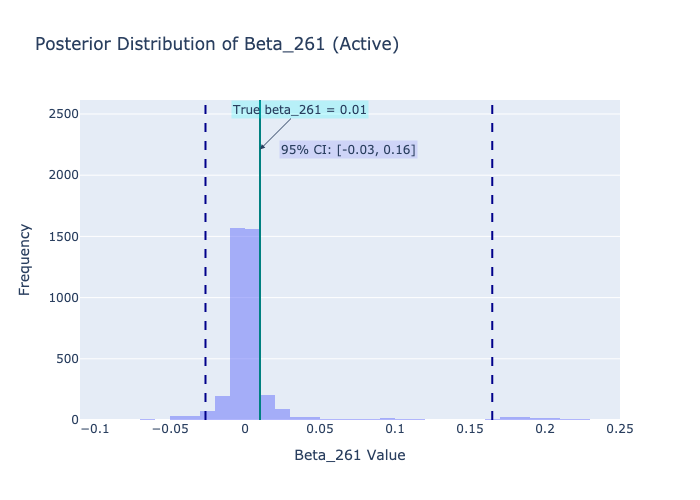 Posterior Distribution of Beta_261 (Active)
True beta_261 = 0.01
95% CI: [-0.03, 0.16]
Frequency
2500
2000
1500
1000
500
0
−0.1
−0.05
0
0.05
0.1
0.15
0.2
0.25
Beta_261 Value